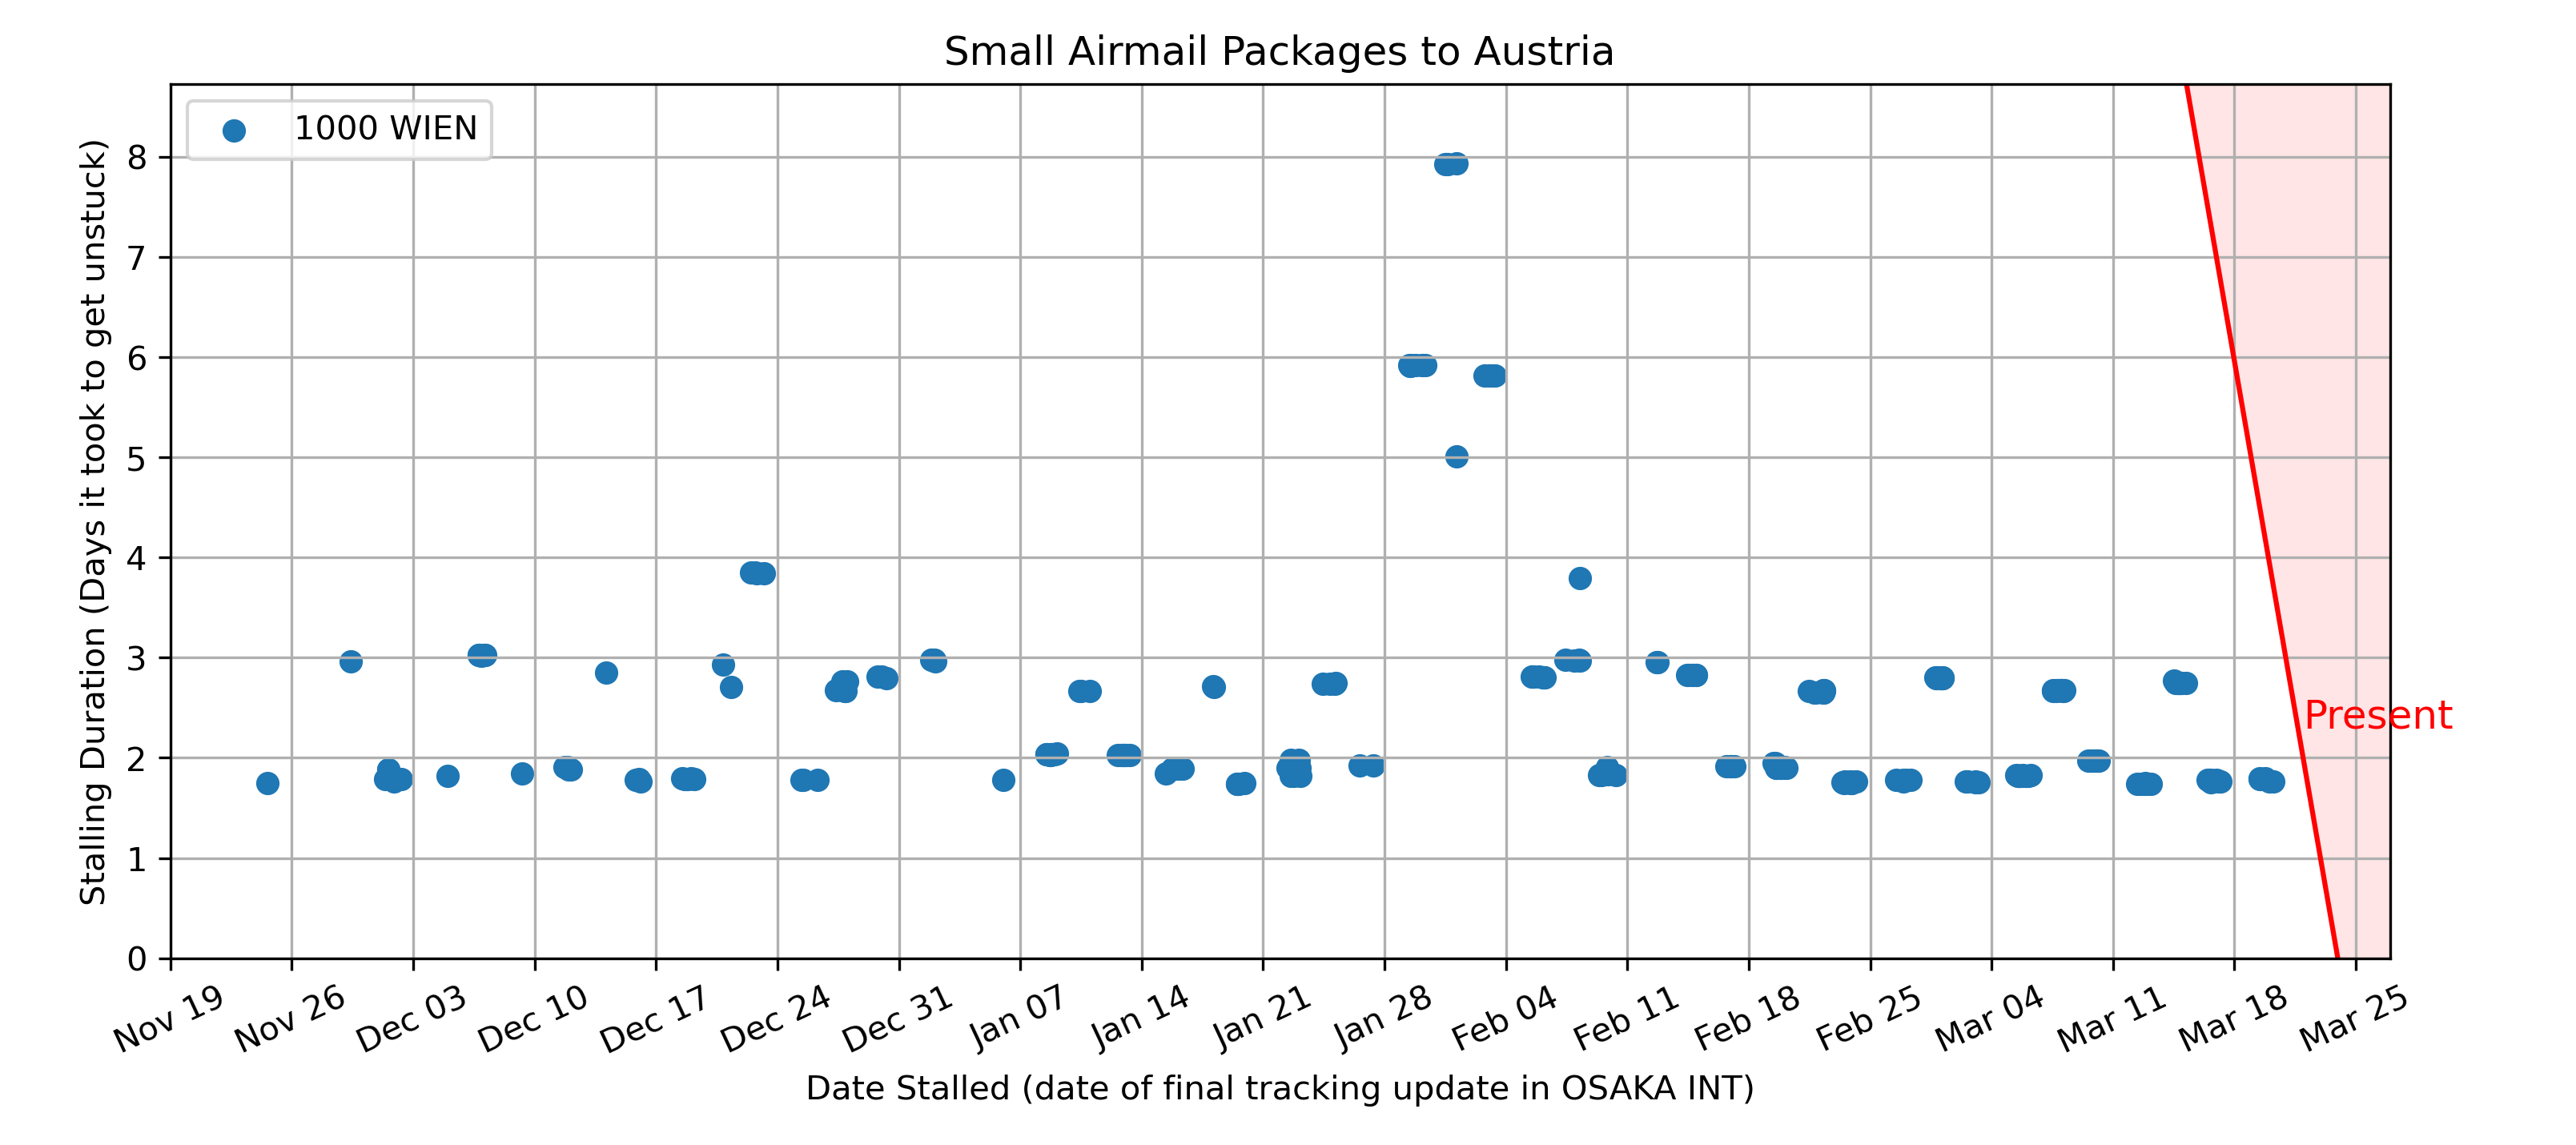 Small Airmail Packages to Austria
1000 WIEN
Stalling Duration (Days it took to get unstuck)
8
7
6
5
4
3
2
1
0
Present
Nov 19
Nov 26
Dec 03
Dec 10
Dec 17
Dec 24
Dec 31
Jan 07
Jan 14
Jan 21
Jan 28
Feb 04
Feb 11
Feb 18
Feb 25
Mar 04
Mar 11
Mar 18
Mar 25
Date Stalled (date of final tracking update in OSAKA INT)